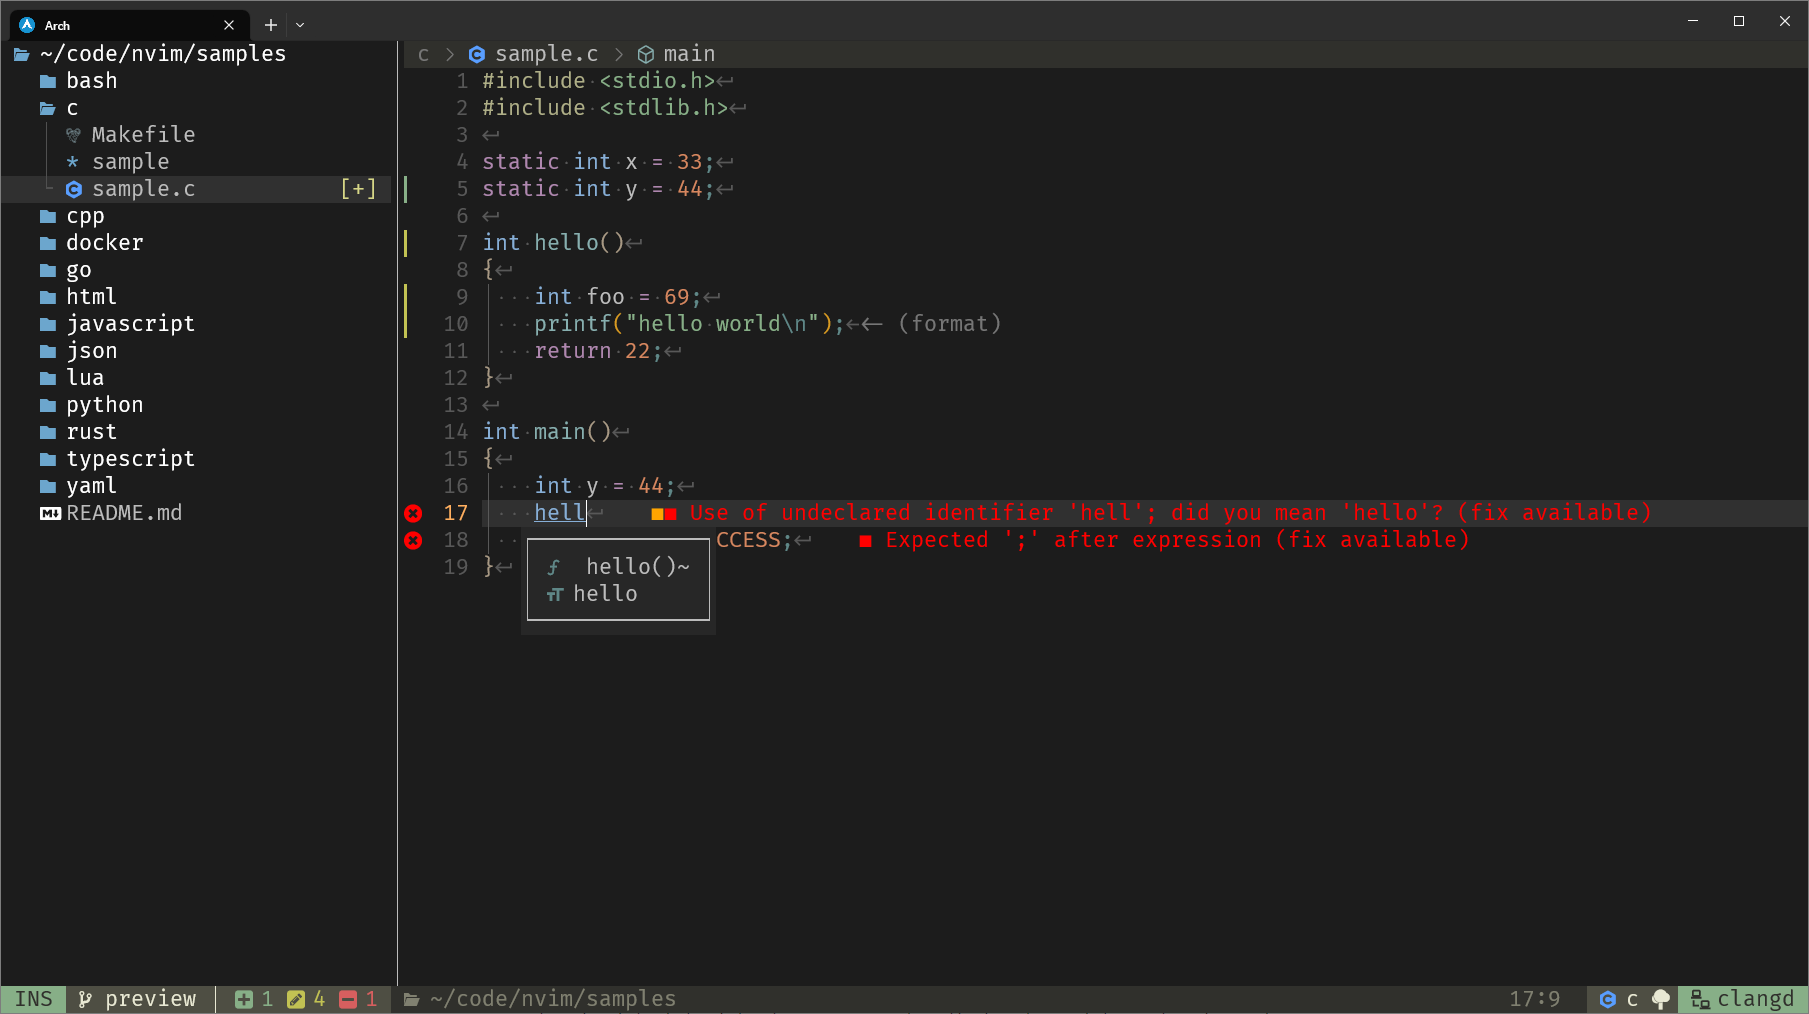 Arch
~/code/nvim/samples
bash
c
Makefile
sample
sample.c [+]
cpp
docker
go
html
javascript
json
lua
python
rust
typescript
yaml
README.md
c > sample.c > main
1 #include <stdio.h>
2 #include <stdlib.h>
3
4 static int x = 33;
5 static int y = 44;
6
7 int hello()
8 {
9 int foo = 69;
10 printf("hello world\n"); (format)
11 return 22;
12 }
13
14 int main()
15 {
16 int y = 44;
17 hell Use of undeclared identifier 'hell'; did you mean 'hello'? (fix available)
18 CCESS; Expected ';' after expression (fix available)
19 }
hello()~
hello
INS preview 1 4 1 ~/code/nvim/samples 17:9 c clangd